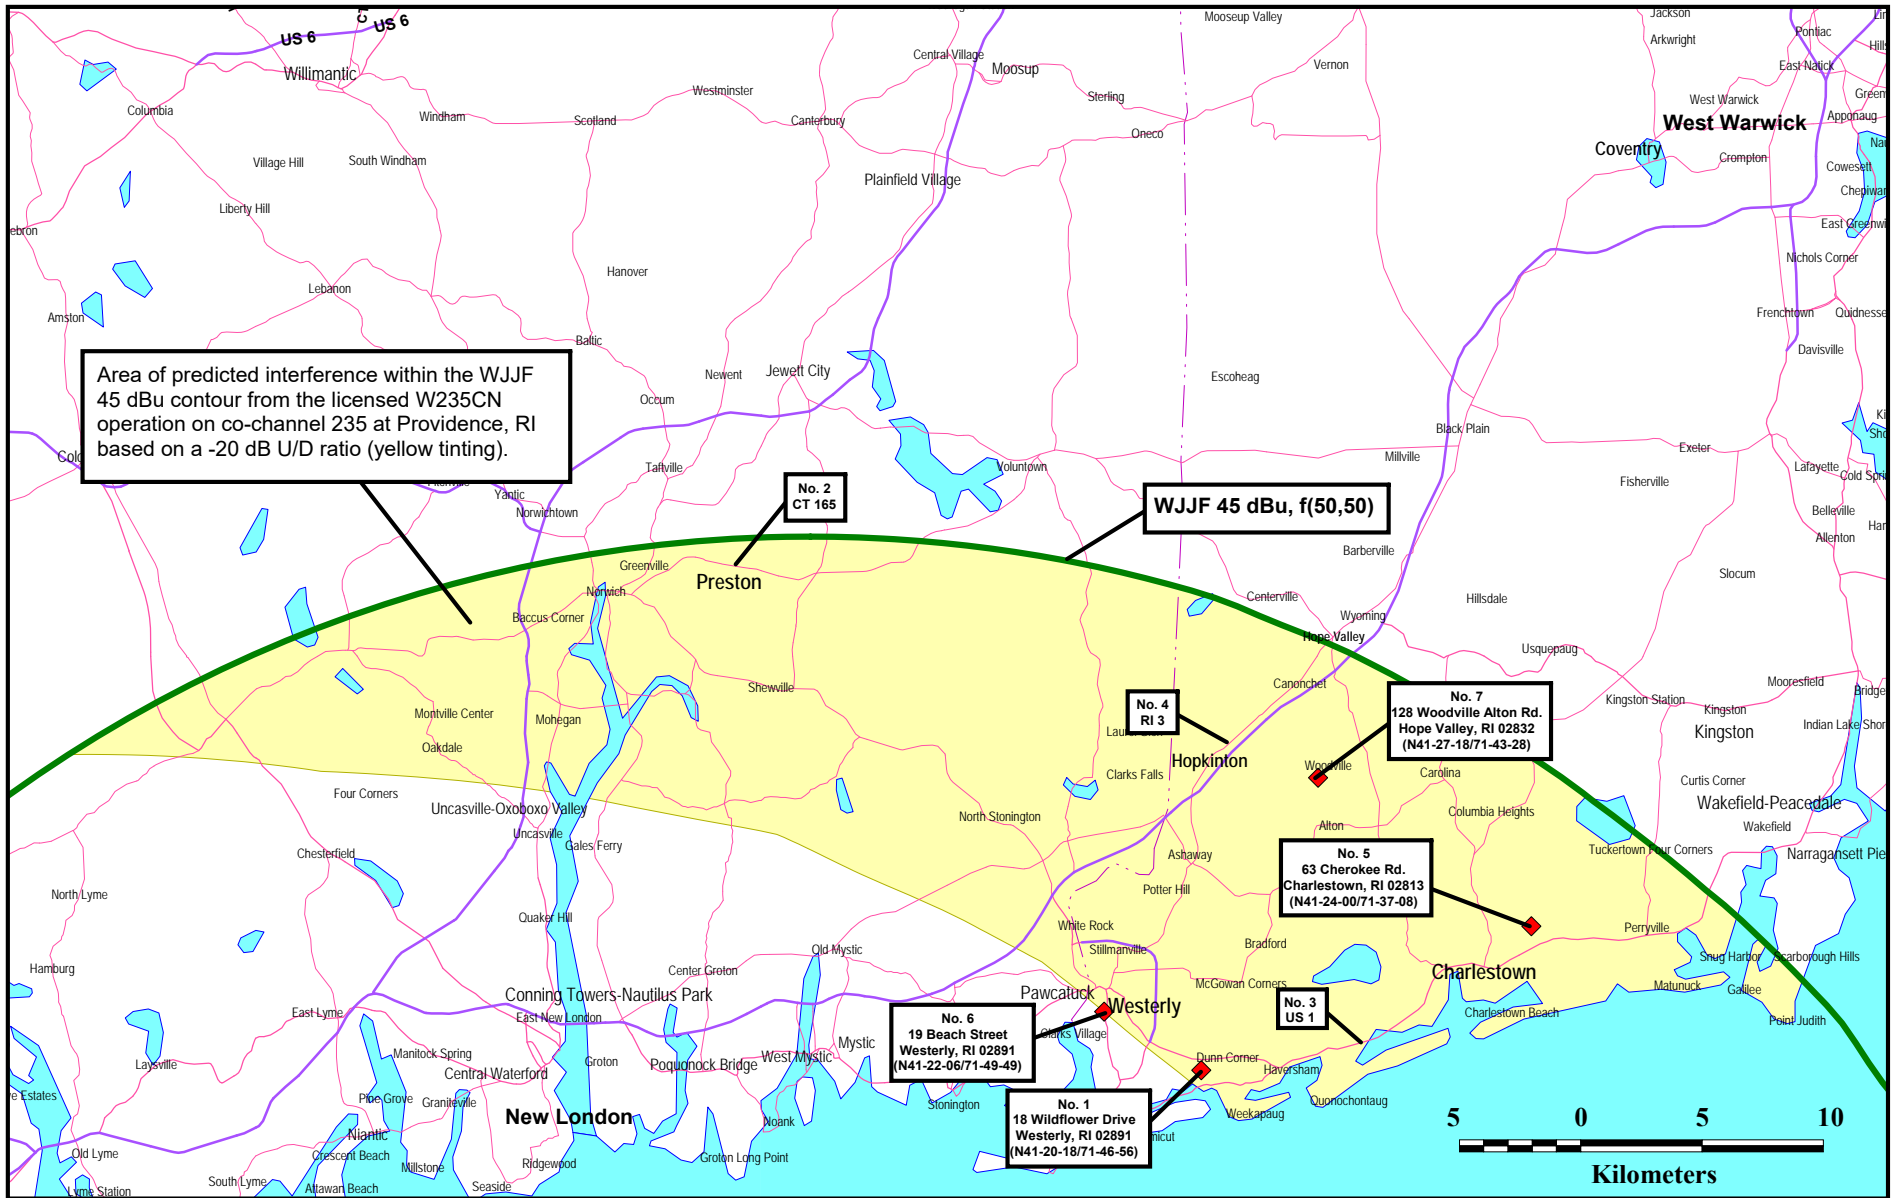 US 6
US 6
CT
Mooseup Valley
Jackson
Pontiac
Arkwright
Willimantic
Central Village
Moosup
Vernon
East Natick
Columbia
Windham
Westminster
Scotland
Canterbury
Sterling
Oneco
West Warwick
West Warwick
Apponaug
Coventry
Crompton
Village Hill
South Windham
Plainfield Village
Cowesett
Liberty Hill
ebron
Hanover
Nichols Corner
Lebanon
Amston
Frenchtown
Quidnesse
Baltic
Davisville
Area of predicted interference within the WJJF
45 dBu contour from the licensed W235CN
operation on co-channel 235 at Providence, RI
based on a -20 dB U/D ratio (yellow tinting).
Newent
Jewett City
Escoheag
Occum
Black Plain
Exeter
Taftville
Voluntown
Millville
Lafayette
Cold Spri
Fisherville
Yantic
Norwichtown
No. 2
CT 165
WJJF 45 dBu, f(50,50)
Belleville
Allenton
Barberville
Greenville
Preston
Slocum
Norwich
Baccus Corner
Centerville
Hillsdale
Wyoming
Hope Valley
Usquepaug
Shewville
Canonchet
Mooresfield
Bridge
Montville Center
Mohegan
Oakdale
No. 4
RI 3
Hopkinton
No. 7
128 Woodville Alton Rd.
Hope Valley, RI 02832
(N41-27-18/71-43-28)
Kingston Station
Kingston
Kingston
Indian Lake Shor
Clarks Falls
Woodville
Carolina
Curtis Corner
Four Corners
Uncasville-Oxoboxo Valley
Uncasville
North Stonington
Columbia Heights
Wakefield-Peacedale
Wakefield
Alton
Gales Ferry
Chesterfield
Ashaway
No. 5
63 Cherokee Rd.
Charlestown, RI 02813
(N41-24-00/71-37-08)
Tuckertown Four Corners
Narragansett Pie
North Lyme
Potter Hill
Quaker Hill
White Rock
Perryville
Stillmanville
Bradford
Old Mystic
Hamburg
Center Groton
Charlestown
Snug Harbor
Scarborough Hills
McGowan Corners
Conning Towers-Nautilus Park
Pawcatuck
Westerly
Matunuck
Galilee
East Lyme
East New London
No. 3
US 1
Charlestown Beach
Point Judith
No. 6
19 Beach Street
Westerly, RI 02891
(N41-22-06/71-49-49)
Clarks Village
Manitock Spring
Mystic
West Mystic
Laysville
Central Waterford
Groton
Poquonock Bridge
Dunn Corner
Haversham
e Estates
Pine Grove
Graniteville
Stonington
Quonochontaug
Weekapaug
New London
Noank
No. 1
18 Wildflower Drive
Westerly, RI 02891
(N41-20-18/71-46-56)
micut
Niantic
Old Lyme
Crescent Beach
Millstone
Ridgewood
Groton Long Point
South Lyme
Lyme Station
Attawan Beach
Seaside
5
0
5
10
Kilometers